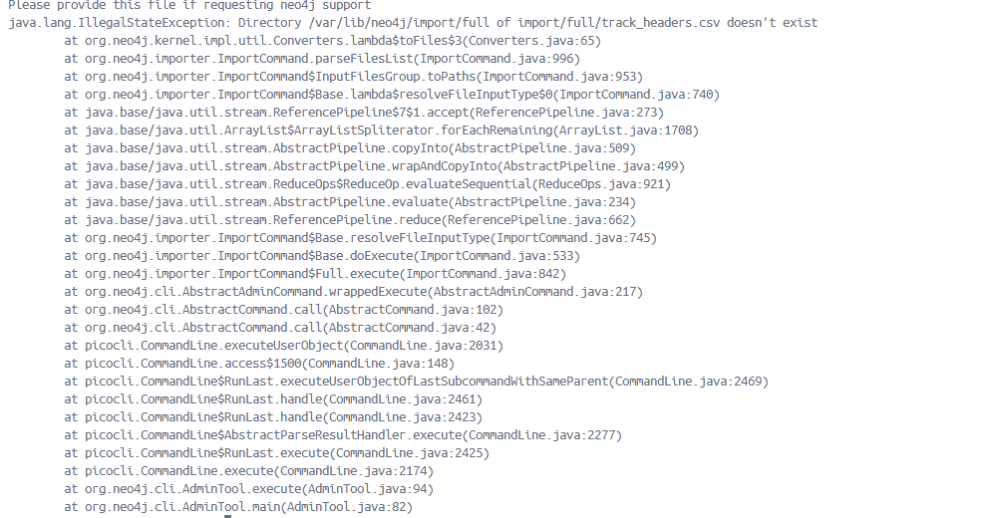 Please provide this file if requesting neo4j support
java.lang.IllegalStateException: Directory /var/lib/neo4j/import/full of import/full/track_headers.csv doesn't exist
at org.neo4j.kernel.impl.util.Converters.lambda$toFiles$3(Converters.java:65)
at org.neo4j.importer.ImportCommand.parseFilesList(ImportCommand.java:996)
at org.neo4j.importer.ImportCommand$InputFilesGroup.toPaths(ImportCommand.java:953)
at org.neo4j.importer.ImportCommand$Base.lambda$resolveFileInputType$0(ImportCommand.java:740)
at java.base/java.util.stream.ReferencePipeline$7$1.accept(ReferencePipeline.java:273)
at java.base/java.util.ArrayList$ArrayListSpliterator.forEachRemaining(ArrayList.java:1708)
at java.base/java.util.stream.AbstractPipeline.copyInto(AbstractPipeline.java:509)
at java.base/java.util.stream.AbstractPipeline.wrapAndCopyInto(AbstractPipeline.java:499)
at java.base/java.util.stream.ReduceOps$ReduceOp.evaluateSequential(ReduceOps.java:921)
at java.base/java.util.stream.AbstractPipeline.evaluate(AbstractPipeline.java:234)
at java.base/java.util.stream.ReferencePipeline.reduce(ReferencePipeline.java:662)
at org.neo4j.importer.ImportCommand$Base.resolveFileInputType(ImportCommand.java:745)
at org.neo4j.importer.ImportCommand$Base.doExecute(ImportCommand.java:533)
at org.neo4j.importer.ImportCommand$Full.execute(ImportCommand.java:842)
at org.neo4j.cli.AbstractAdminCommand.wrappedExecute(AbstractAdminCommand.java:217)
at org.neo4j.cli.AbstractCommand.call(AbstractCommand.java:102)
at org.neo4j.cli.AbstractCommand.call(AbstractCommand.java:42)
at picocli.CommandLine.executeUserObject(CommandLine.java:2031)
at picocli.CommandLine.access$1500(CommandLine.java:148)
at picocli.CommandLine$RunLast.executeUserObjectOfLastSubcommandWithSameParent(CommandLine.java:2469)
at picocli.CommandLine$RunLast.handle(CommandLine.java:2461)
at picocli.CommandLine$RunLast.handle(CommandLine.java:2423)
at picocli.CommandLine$AbstractParseResultHandler.execute(CommandLine.java:2277)
at picocli.CommandLine$RunLast.execute(CommandLine.java:2425)
at picocli.CommandLine.execute(CommandLine.java:2174)
at org.neo4j.cli.AdminTool.execute(AdminTool.java:94)
at org.neo4j.cli.AdminTool.main(AdminTool.java:82)